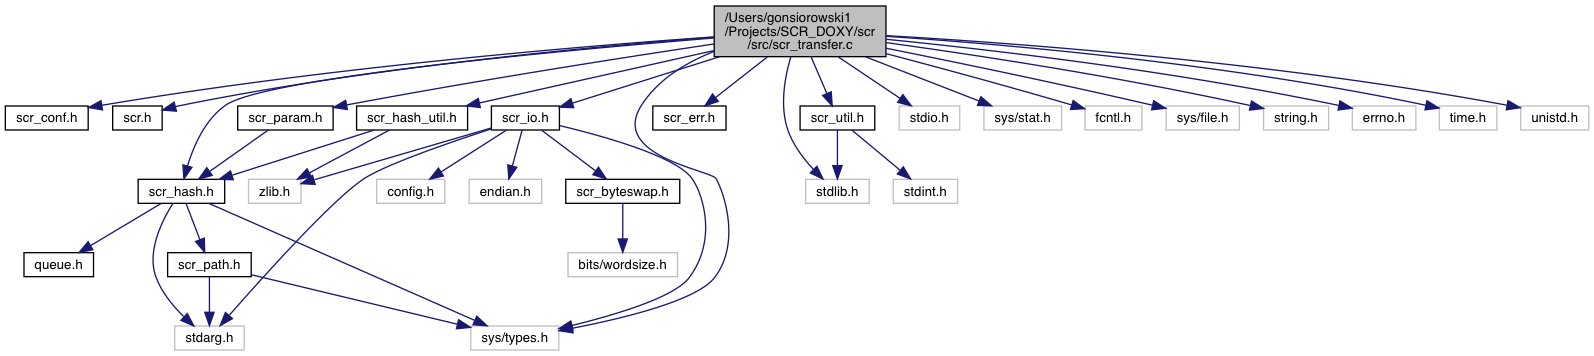 /Users/gonsiorowski1
/Projects/SCR_DOXY/scr
/src/scr_transfer.c
scr_conf.h
scr.h
scr_param.h
scr_hash_util.h
scr_io.h
scr_err.h
scr_util.h
stdio.h
sys/stat.h
fcntl.h
sys/file.h
string.h
errno.h
time.h
unistd.h
scr_hash.h
zlib.h
config.h
endian.h
scr_byteswap.h
stdlib.h
stdint.h
queue.h
scr_path.h
bits/wordsize.h
stdarg.h
sys/types.h